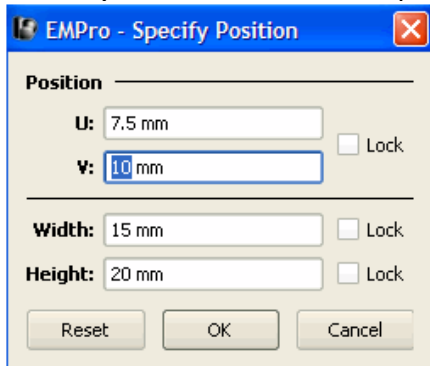 EMPro - Specify Position
Position
U: 7.5 mm
Lock
V: 10 mm
Width: 15 mm Lock
Height: 20 mm Lock
Reset OK Cancel